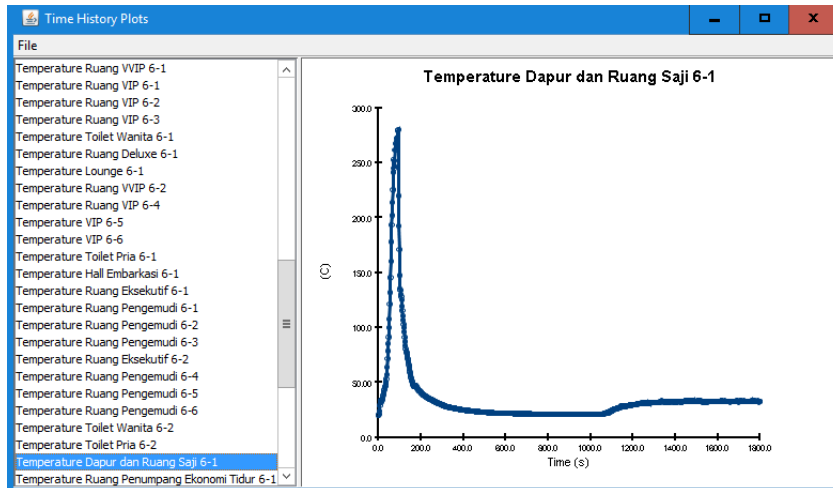 Time History Plots
File
Temperature Ruang VVIP 6-1
Temperature Ruang VIP 6-1
Temperature Ruang VIP 6-2
Temperature Ruang VIP 6-3
Temperature Toilet Wanita 6-1
Temperature Ruang Deluxe 6-1
Temperature Lounge 6-1
Temperature Ruang VVIP 6-2
Temperature Ruang VIP 6-4
Temperature VIP 6-5
Temperature VIP 6-6
Temperature Toilet Pria 6-1
Temperature Hall Embarkasi 6-1
Temperature Ruang Eksekutif 6-1
Temperature Ruang Pengemudi 6-1
Temperature Ruang Pengemudi 6-2
Temperature Ruang Pengemudi 6-3
Temperature Ruang Eksekutif 6-2
Temperature Ruang Pengemudi 6-4
Temperature Ruang Pengemudi 6-5
Temperature Ruang Pengemudi 6-6
Temperature Toilet Wanita 6-2
Temperature Toilet Pria 6-2
Temperature Dapur dan Ruang Saji 6-1
Temperature Ruang Penumpang Ekonomi Tidur 6-1
Temperature Dapur dan Ruang Saji 6-1
300.0
250.0
200.0
150.0
100.0
50.00
0.0
(C)
0.0 200.0 400.0 600.0 800.0 1000.0 1200.0 1400.0 1600.0 1800.0
Time (s)